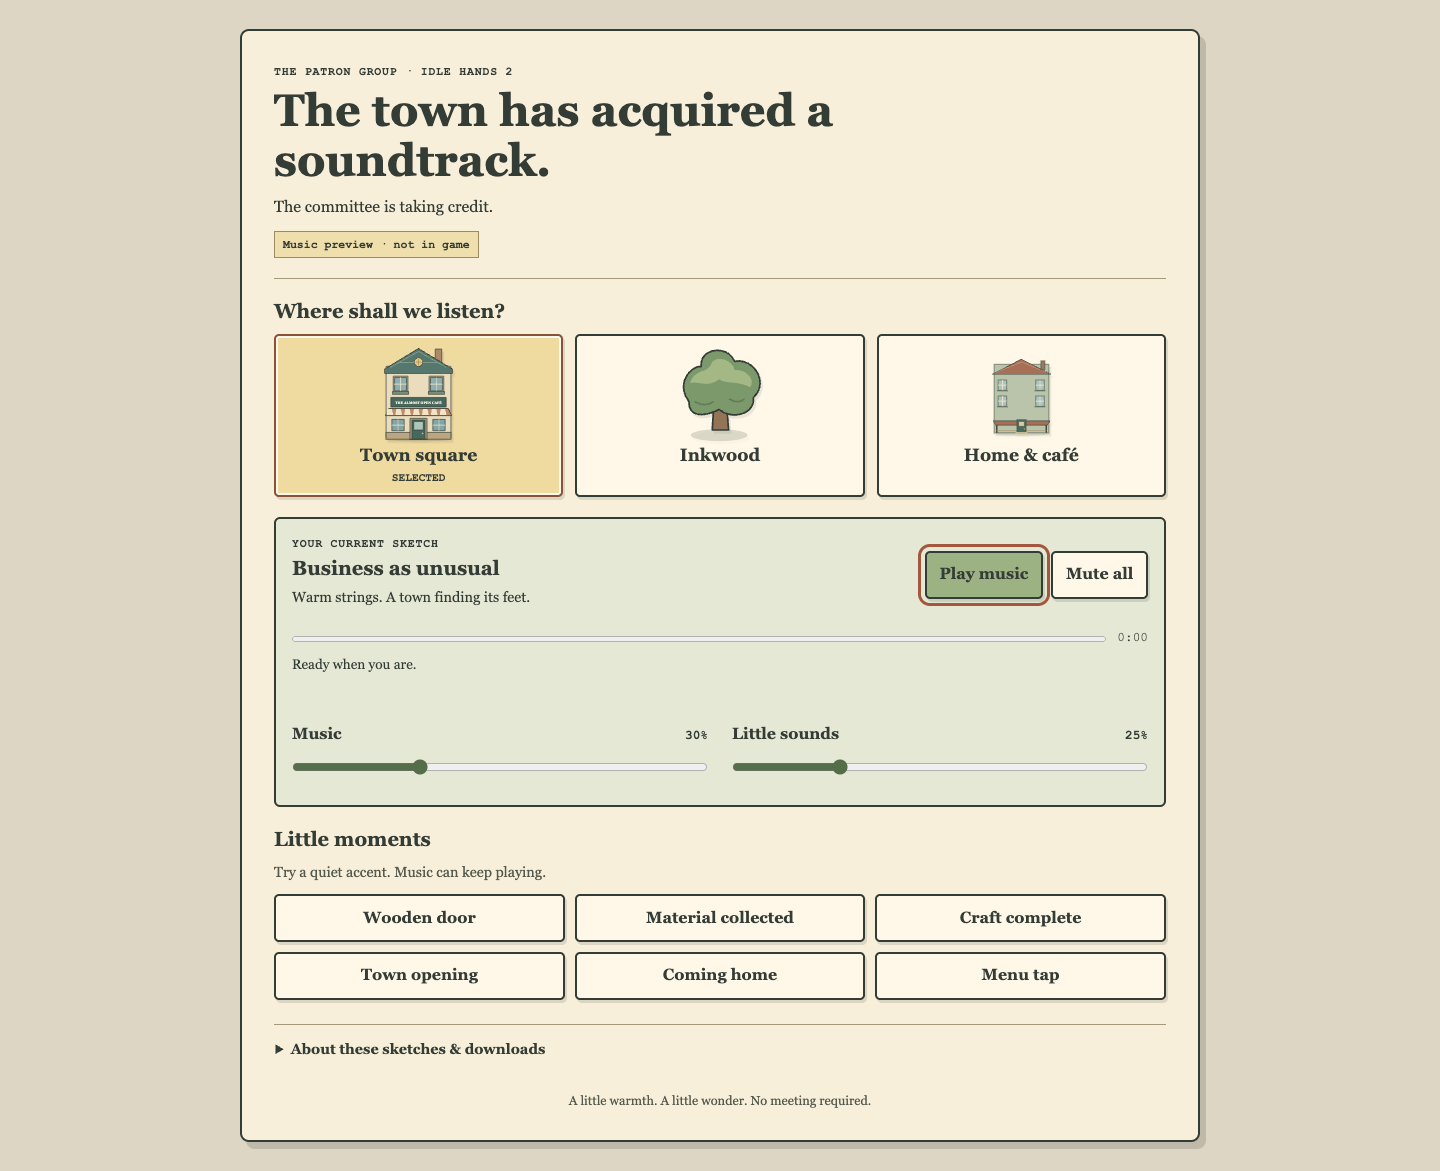 THE PATRON GROUP · IDLE HANDS 2
The town has acquired a
soundtrack.
The committee is taking credit.
Music preview · not in game
Where shall we listen?
THE ALMOST OPEN CAFÉ
Town square
SELECTED
Inkwood
Home & café
YOUR CURRENT SKETCH
Business as unusual
Warm strings. A town finding its feet.
Play music
Mute all
0:00
Ready when you are.
Music
30%
Little sounds
25%
Little moments
Try a quiet accent. Music can keep playing.
Wooden door
Material collected
Craft complete
Town opening
Coming home
Menu tap
About these sketches & downloads
A little warmth. A little wonder. No meeting required.